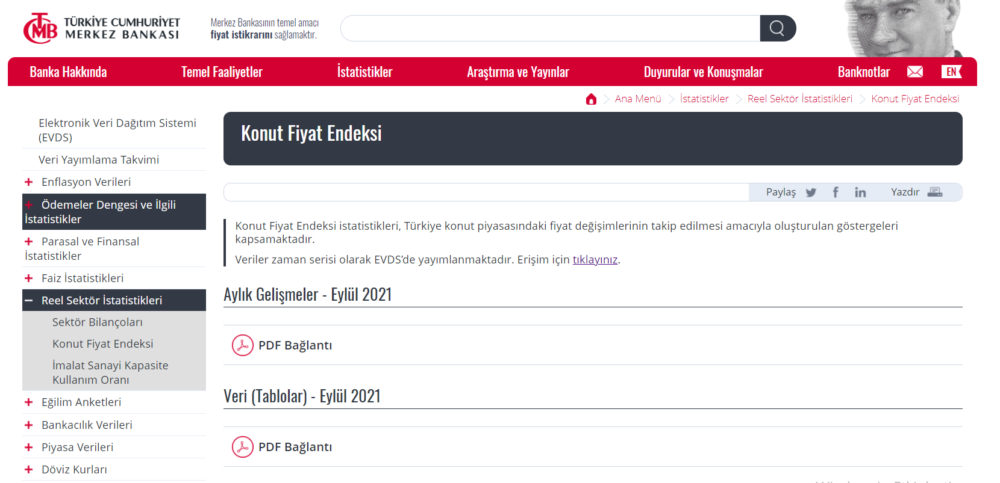 TÜRKİYE CUMHURİYET
MERKEZ BANKASI
Merkez Bankasının temel amacı
fiyat istikrarını sağlamaktır.
Banka Hakkında
Temel Faaliyetler
İstatistikler
Araştırma ve Yayınlar
Duyurular ve Konuşmalar
Banknotlar
EN
Ana Menü
İstatistikler
Reel Sektör İstatistikleri
Konut Fiyat Endeksi
Elektronik Veri Dağıtım Sistemi
(EVDS)
Veri Yayımlama Takvimi
Enflasyon Verileri
Ödemeler Dengesi ve İlgili
İstatistikler
Parasal ve Finansal
İstatistikler
Faiz İstatistikleri
Reel Sektör İstatistikleri
Sektör Bilançoları
Konut Fiyat Endeksi
İmalat Sanayi Kapasite
Kullanım Oranı
Eğilim Anketleri
Bankacılık Verileri
Piyasa Verileri
Döviz Kurları
Konut Fiyat Endeksi
Paylaş
Yazdır
Konut Fiyat Endeksi istatistikleri, Türkiye konut piyasasındaki fiyat değişimlerinin takip edilmesi amacıyla oluşturulan göstergeleri
kapsamaktadır.
Veriler zaman serisi olarak EVDS’de yayımlanmaktadır. Erişim için tıklayınız.
Aylık Gelişmeler - Eylül 2021
PDF Bağlantı
Veri (Tablolar) - Eylül 2021
PDF Bağlantı